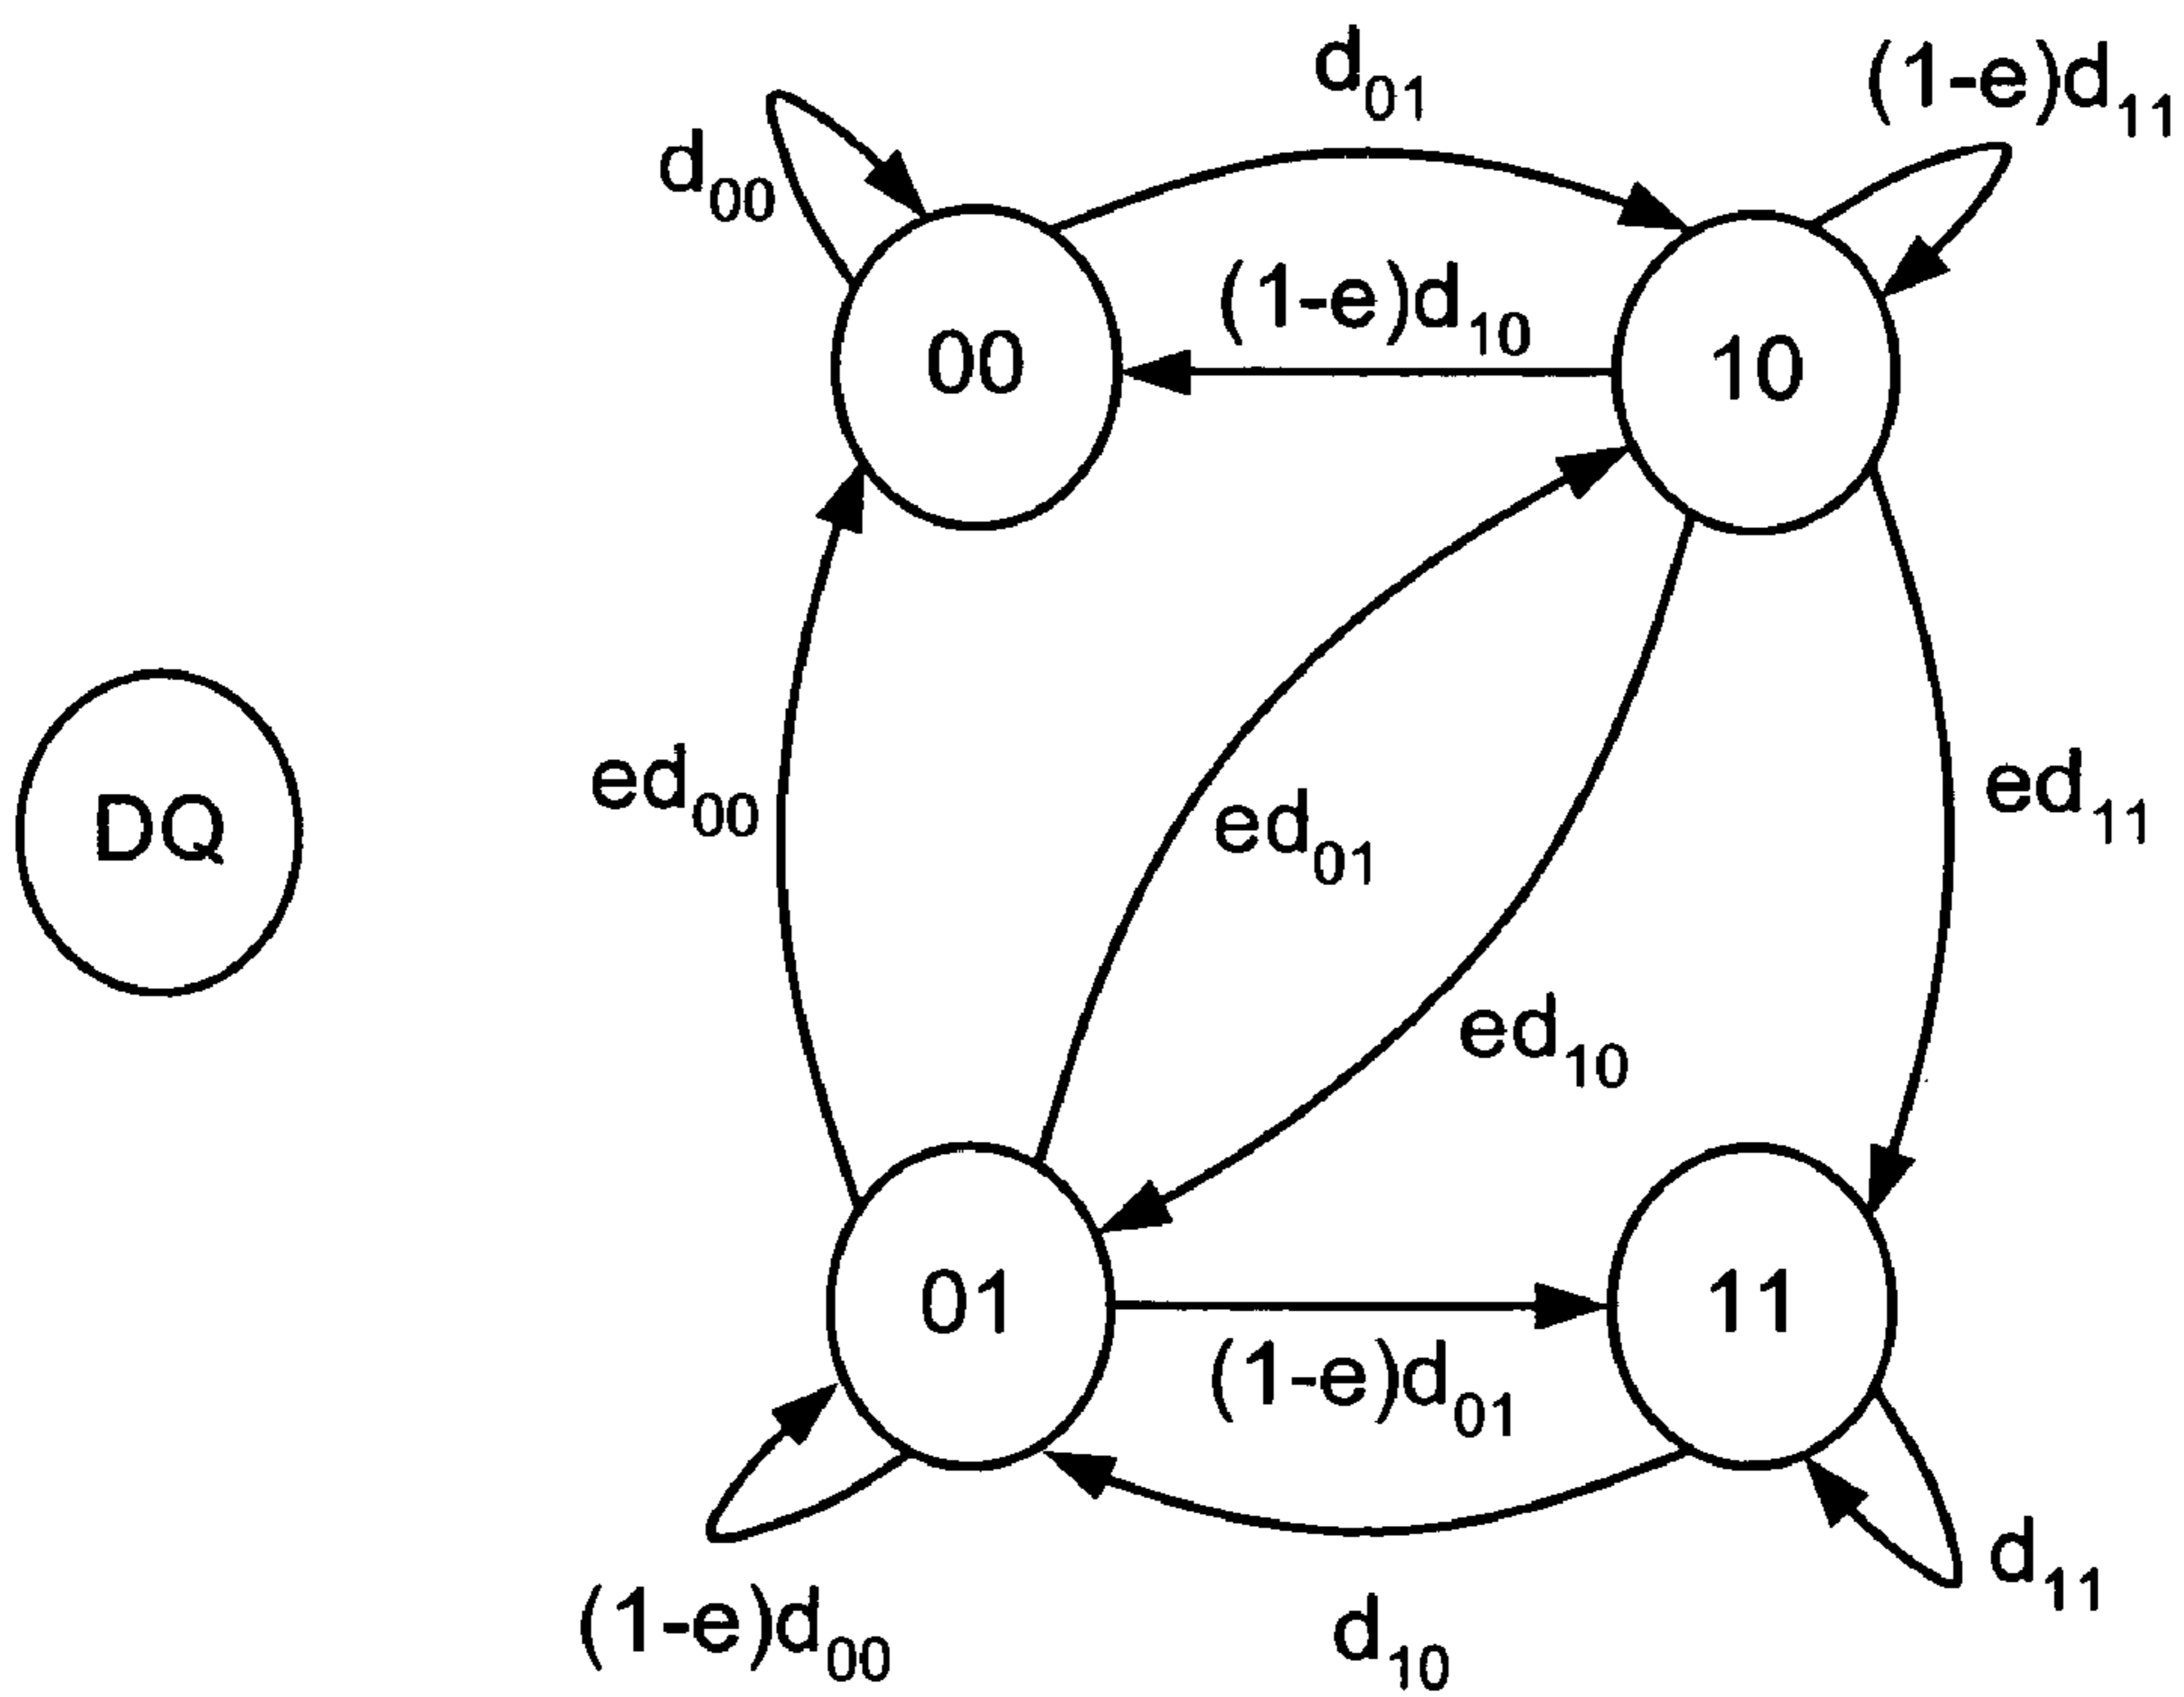 d₀₁
(1-e)d₁₁
d₀₀
(1-e)d₁₀
00
10
DQ
ed₀₀
ed₀₁
ed₁₁
ed₁₀
01
11
(1-e)d₀₁
d₁₁
(1-e)d₀₀
d₁₀